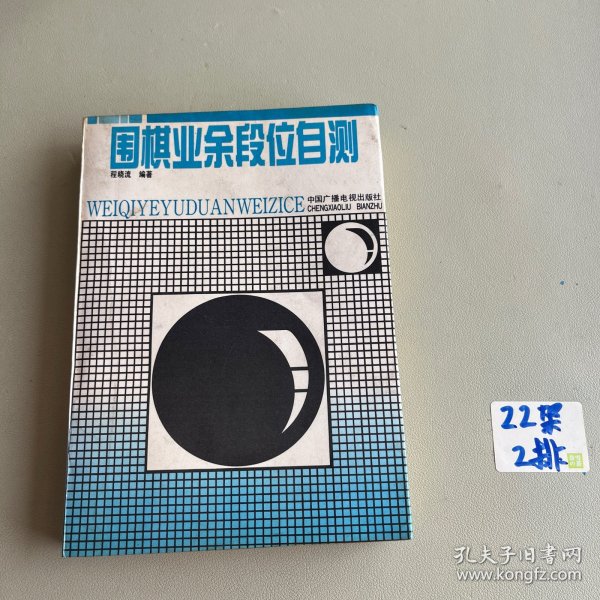 围棋业余段位自测
程晓流 编著
WEIQIYEYUDUANWEIZICE
中国广播电视出版社
CHENGXIAOLIU BIANZHU
22架
2排
孔夫子旧书网
www.kongfz.com